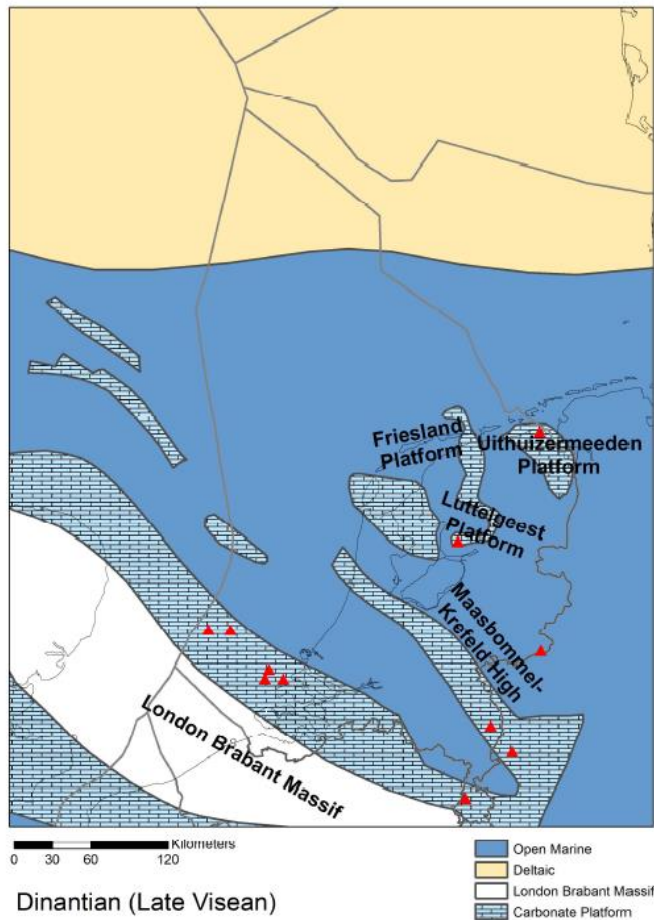 Friesland
Platform
Uithuizermeeden
Platform
Luttelgeest
Platform
Maasbommel-
Krefeld High
London Brabant Massif
0 30 60 120 Kilometers
Open Marine
Deltaic
London Brabant Massif
Carbonate Platform
Dinantian (Late Visean)